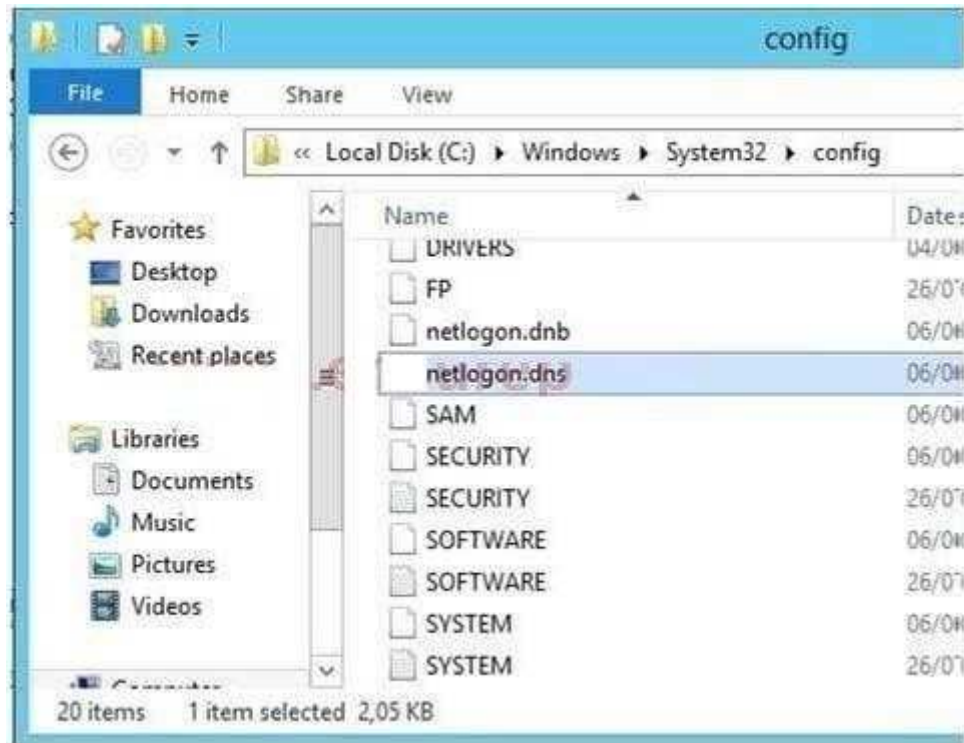 config
File Home Share View
« Local Disk (C:) Windows System32 config
Name
Favorites
Desktop
Downloads
Recent places
Libraries
Documents
Music
Pictures
Videos
DRIVERS
FP
netlogon.dnb
netlogon.dns
SAM
SECURITY
SECURITY
SOFTWARE
SOFTWARE
SYSTEM
SYSTEM
20 items 1 item selected 2,05 KB